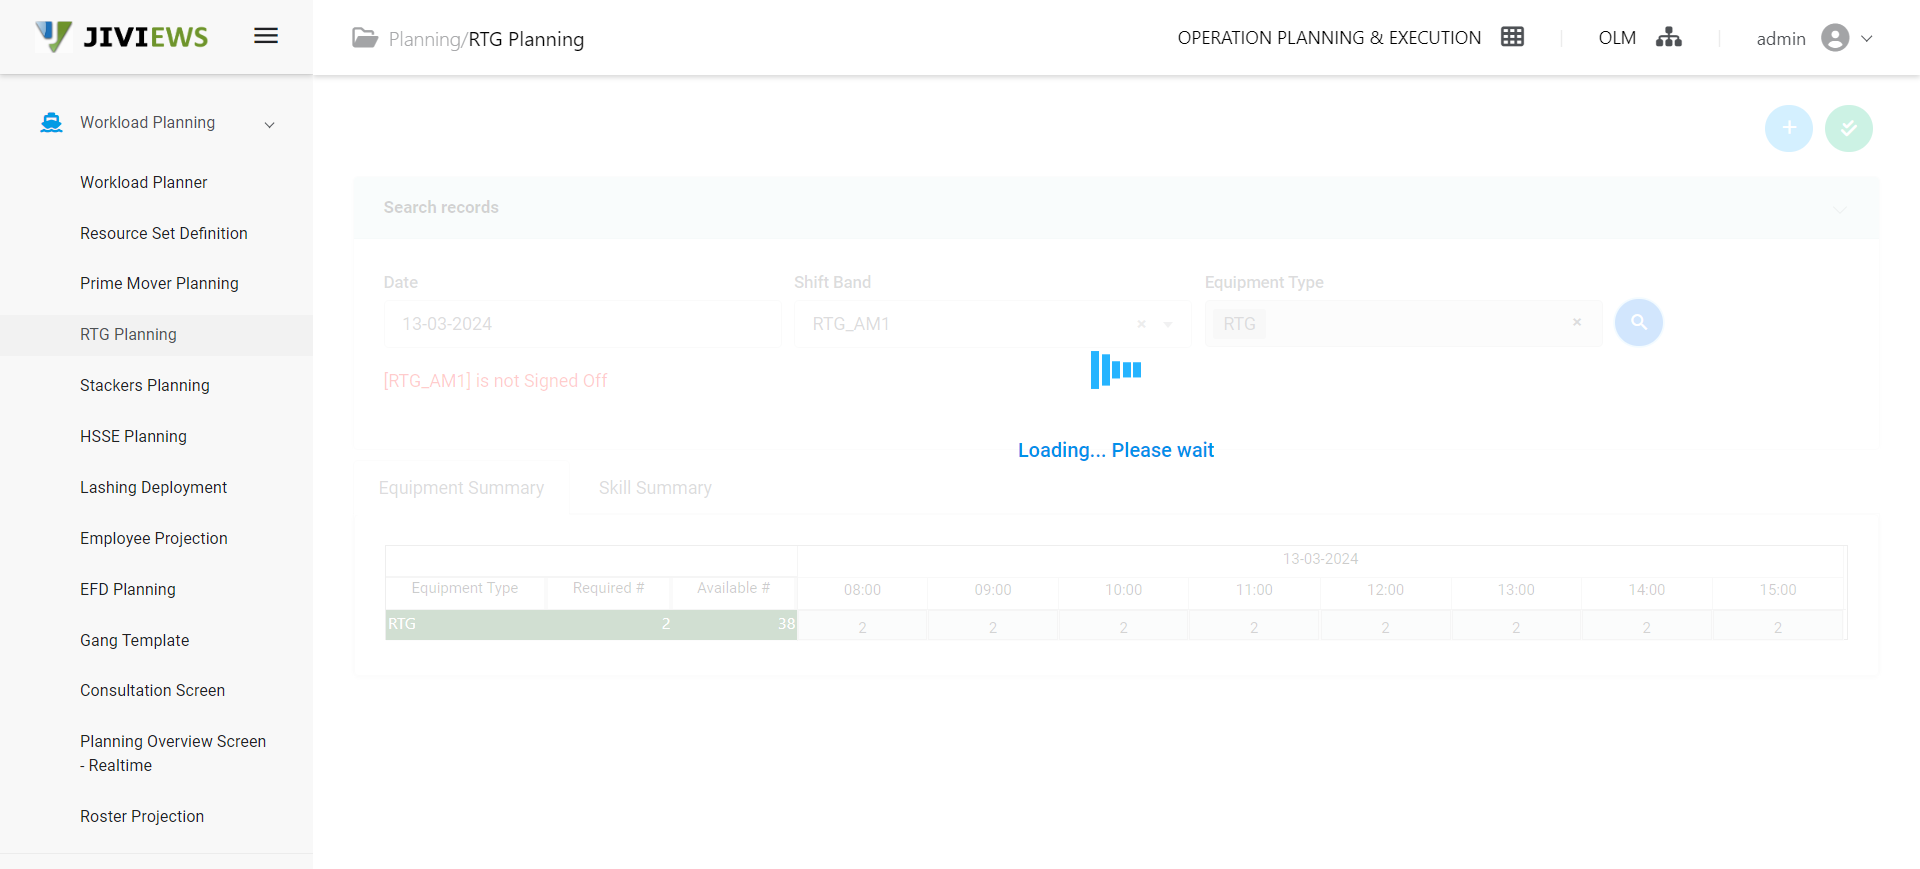 JIVIEWS
Planning/RTG Planning
OPERATION PLANNING & EXECUTION
OLM
admin
Workload Planning
Workload Planner
Resource Set Definition
Prime Mover Planning
RTG Planning
Stackers Planning
HSSE Planning
Lashing Deployment
Employee Projection
EFD Planning
Gang Template
Consultation Screen
Planning Overview Screen
- Realtime
Roster Projection
Search records
Date Shift Band Equipment Type
13-03-2024 RTG_AM1 × RTG ×
[RTG_AM1] is not Signed Off
Loading... Please wait
Equipment Summary Skill Summary
13-03-2024
Equipment Type Required # Available # 08:00 09:00 10:00 11:00 12:00 13:00 14:00 15:00
RTG 2 38 2 2 2 2 2 2 2 2